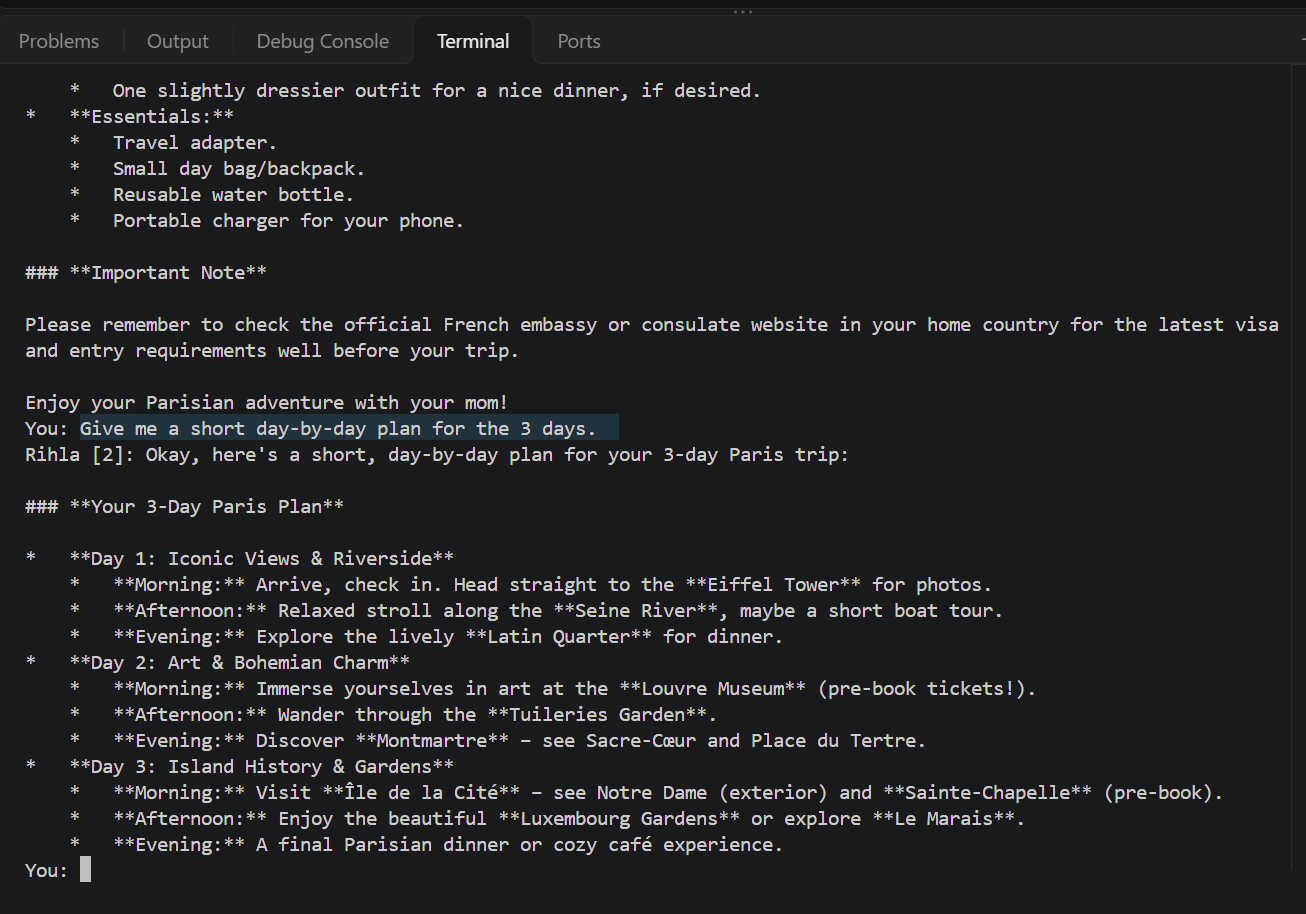 Problems Output Debug Console Terminal Ports
* One slightly dressier outfit for a nice dinner, if desired.
* **Essentials:**
* Travel adapter.
* Small day bag/backpack.
* Reusable water bottle.
* Portable charger for your phone.
### **Important Note**
Please remember to check the official French embassy or consulate website in your home country for the latest visa
and entry requirements well before your trip.
Enjoy your Parisian adventure with your mom!
You: Give me a short day-by-day plan for the 3 days.
Rihla [2]: Okay, here's a short, day-by-day plan for your 3-day Paris trip:
### **Your 3-Day Paris Plan**
* **Day 1: Iconic Views & Riverside**
* **Morning:** Arrive, check in. Head straight to the **Eiffel Tower** for photos.
* **Afternoon:** Relaxed stroll along the **Seine River**, maybe a short boat tour.
* **Evening:** Explore the lively **Latin Quarter** for dinner.
* **Day 2: Art & Bohemian Charm**
* **Morning:** Immerse yourselves in art at the **Louvre Museum** (pre-book tickets!).
* **Afternoon:** Wander through the **Tuileries Garden**.
* **Evening:** Discover **Montmartre** – see Sacre-Cœur and Place du Tertre.
* **Day 3: Island History & Gardens**
* **Morning:** Visit **Île de la Cité** – see Notre Dame (exterior) and **Sainte-Chapelle** (pre-book).
* **Afternoon:** Enjoy the beautiful **Luxembourg Gardens** or explore **Le Marais**.
* **Evening:** A final Parisian dinner or cozy café experience.
You: